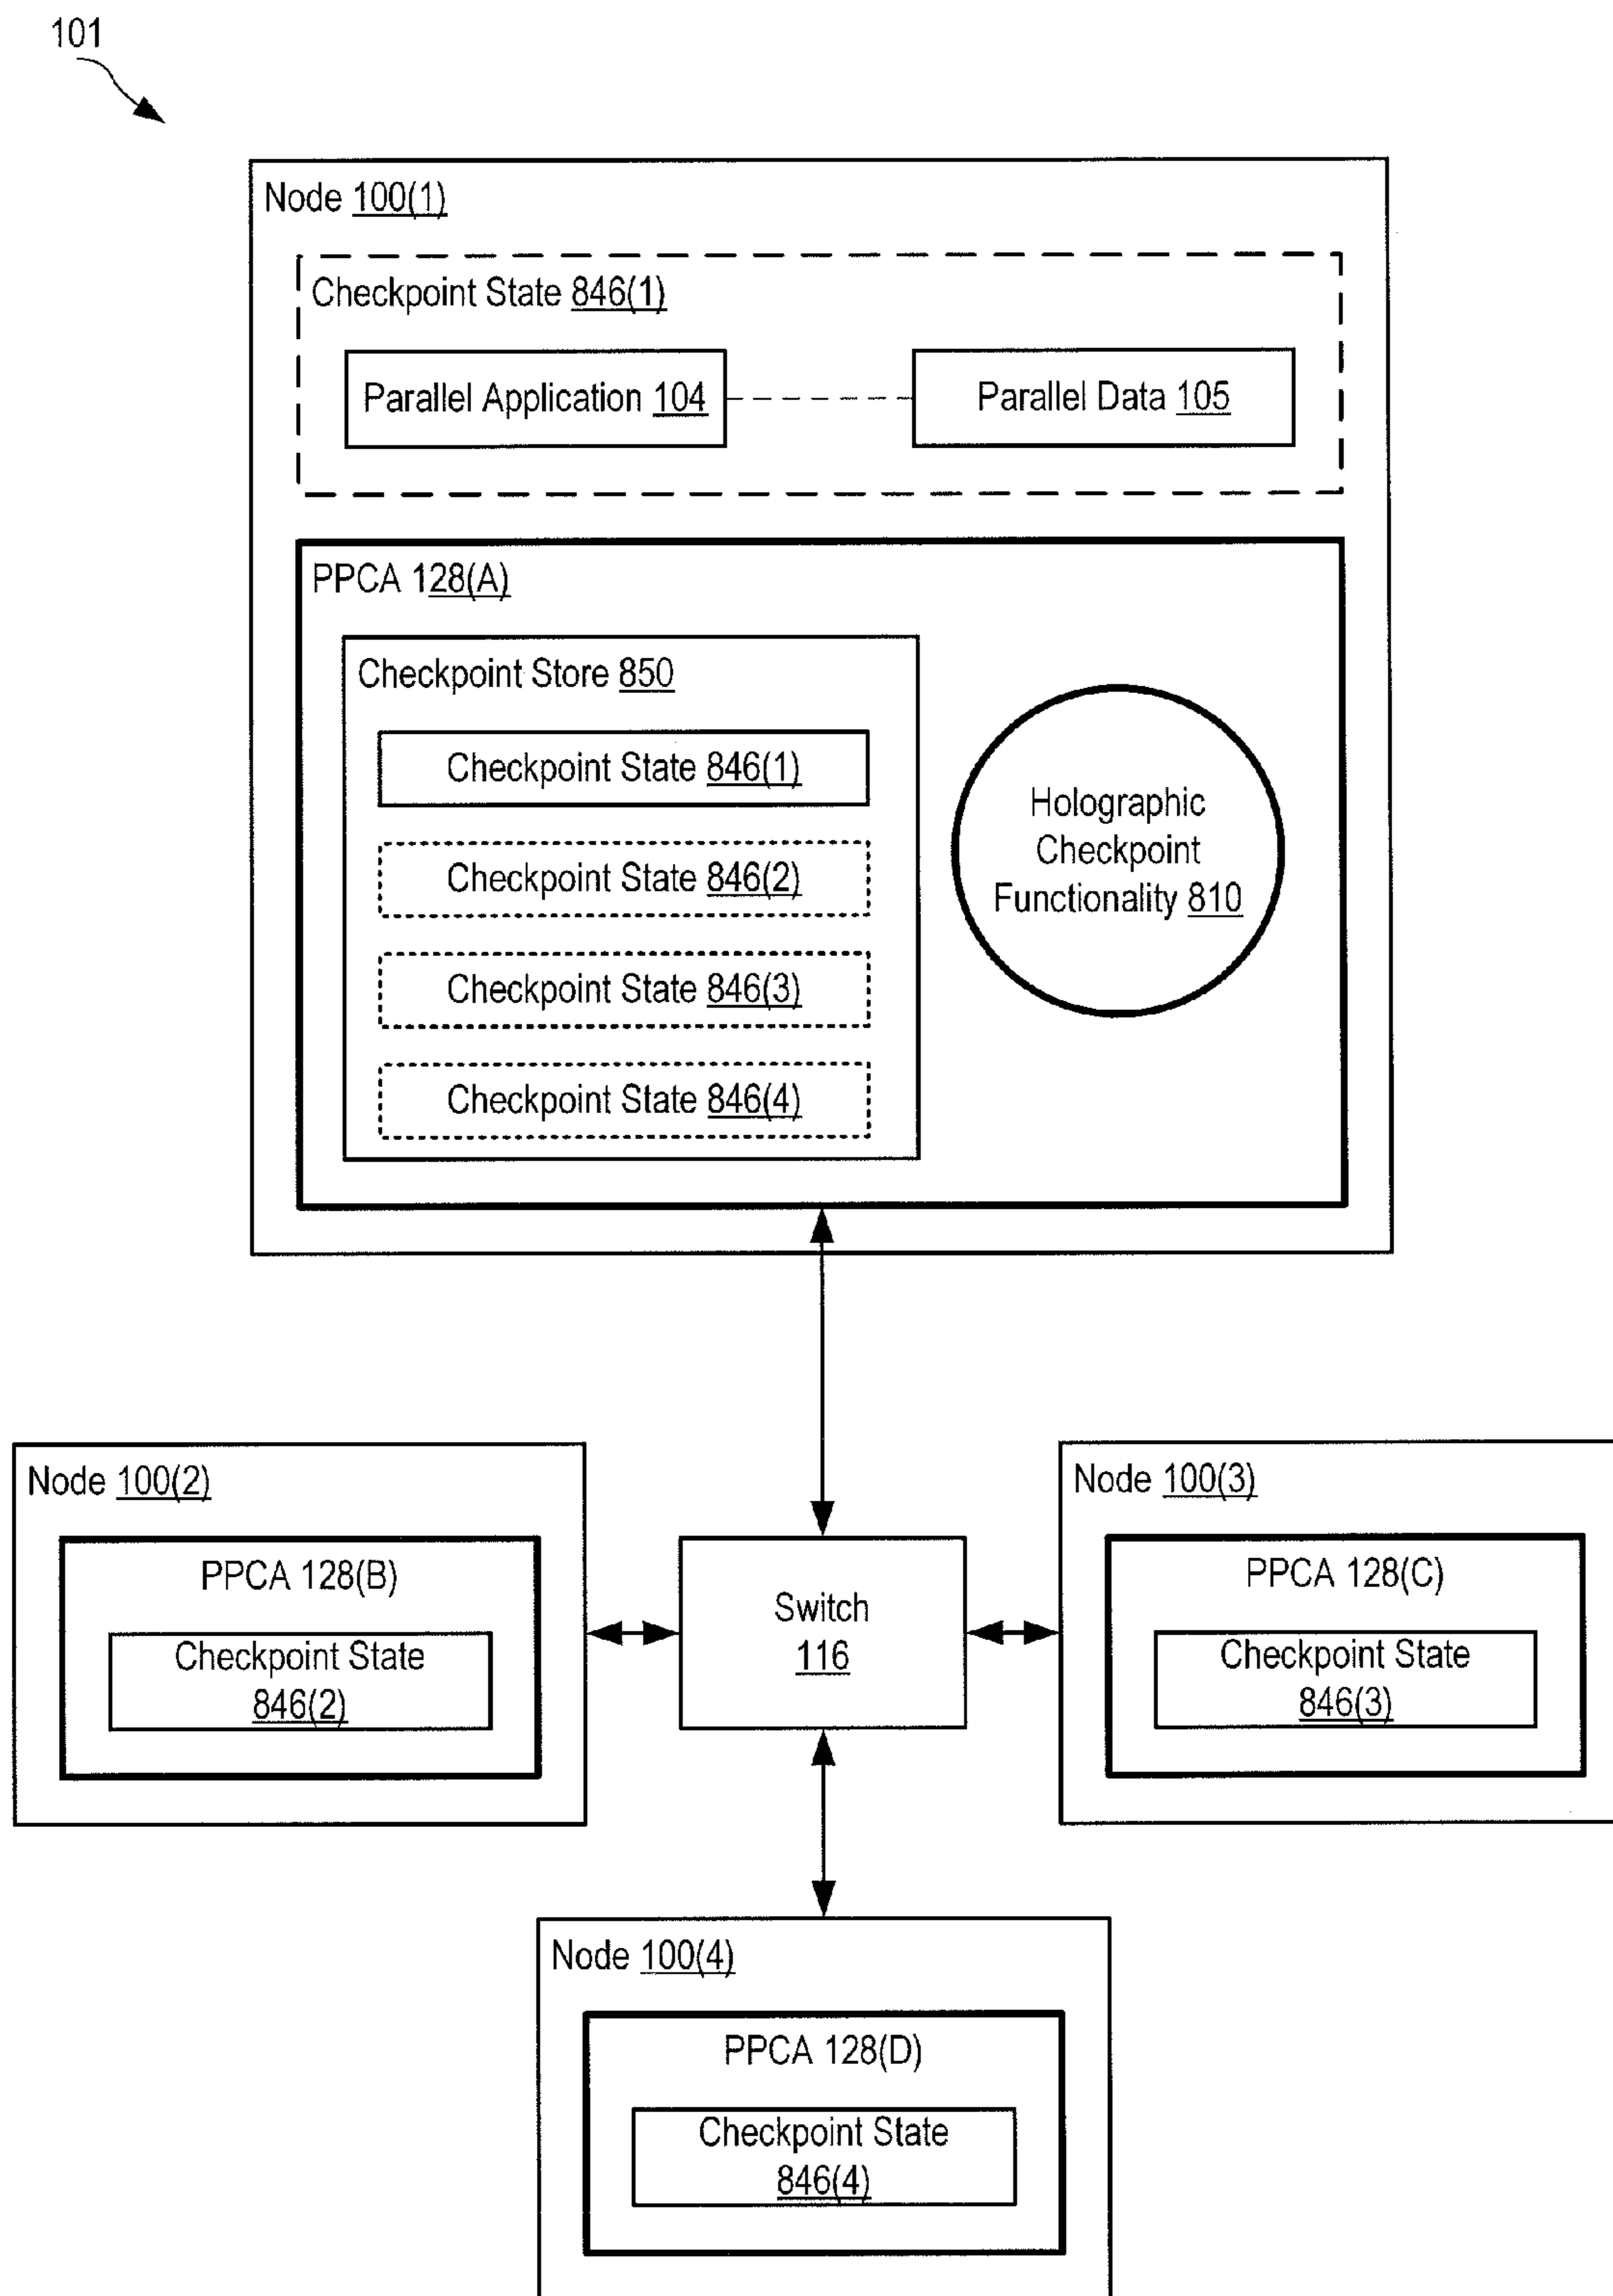 101
Node 100(1)
Checkpoint State 846(1)
Parallel Application 104
Parallel Data 105
PPCA 128(A)
Checkpoint Store 850
Checkpoint State 846(1)
Checkpoint State 846(2)
Checkpoint State 846(3)
Checkpoint State 846(4)
Holographic
Checkpoint
Functionality 810
Node 100(2)
PPCA 128(B)
Checkpoint State
846(2)
Switch
116
Node 100(3)
PPCA 128(C)
Checkpoint State
846(3)
Node 100(4)
PPCA 128(D)
Checkpoint State
846(4)